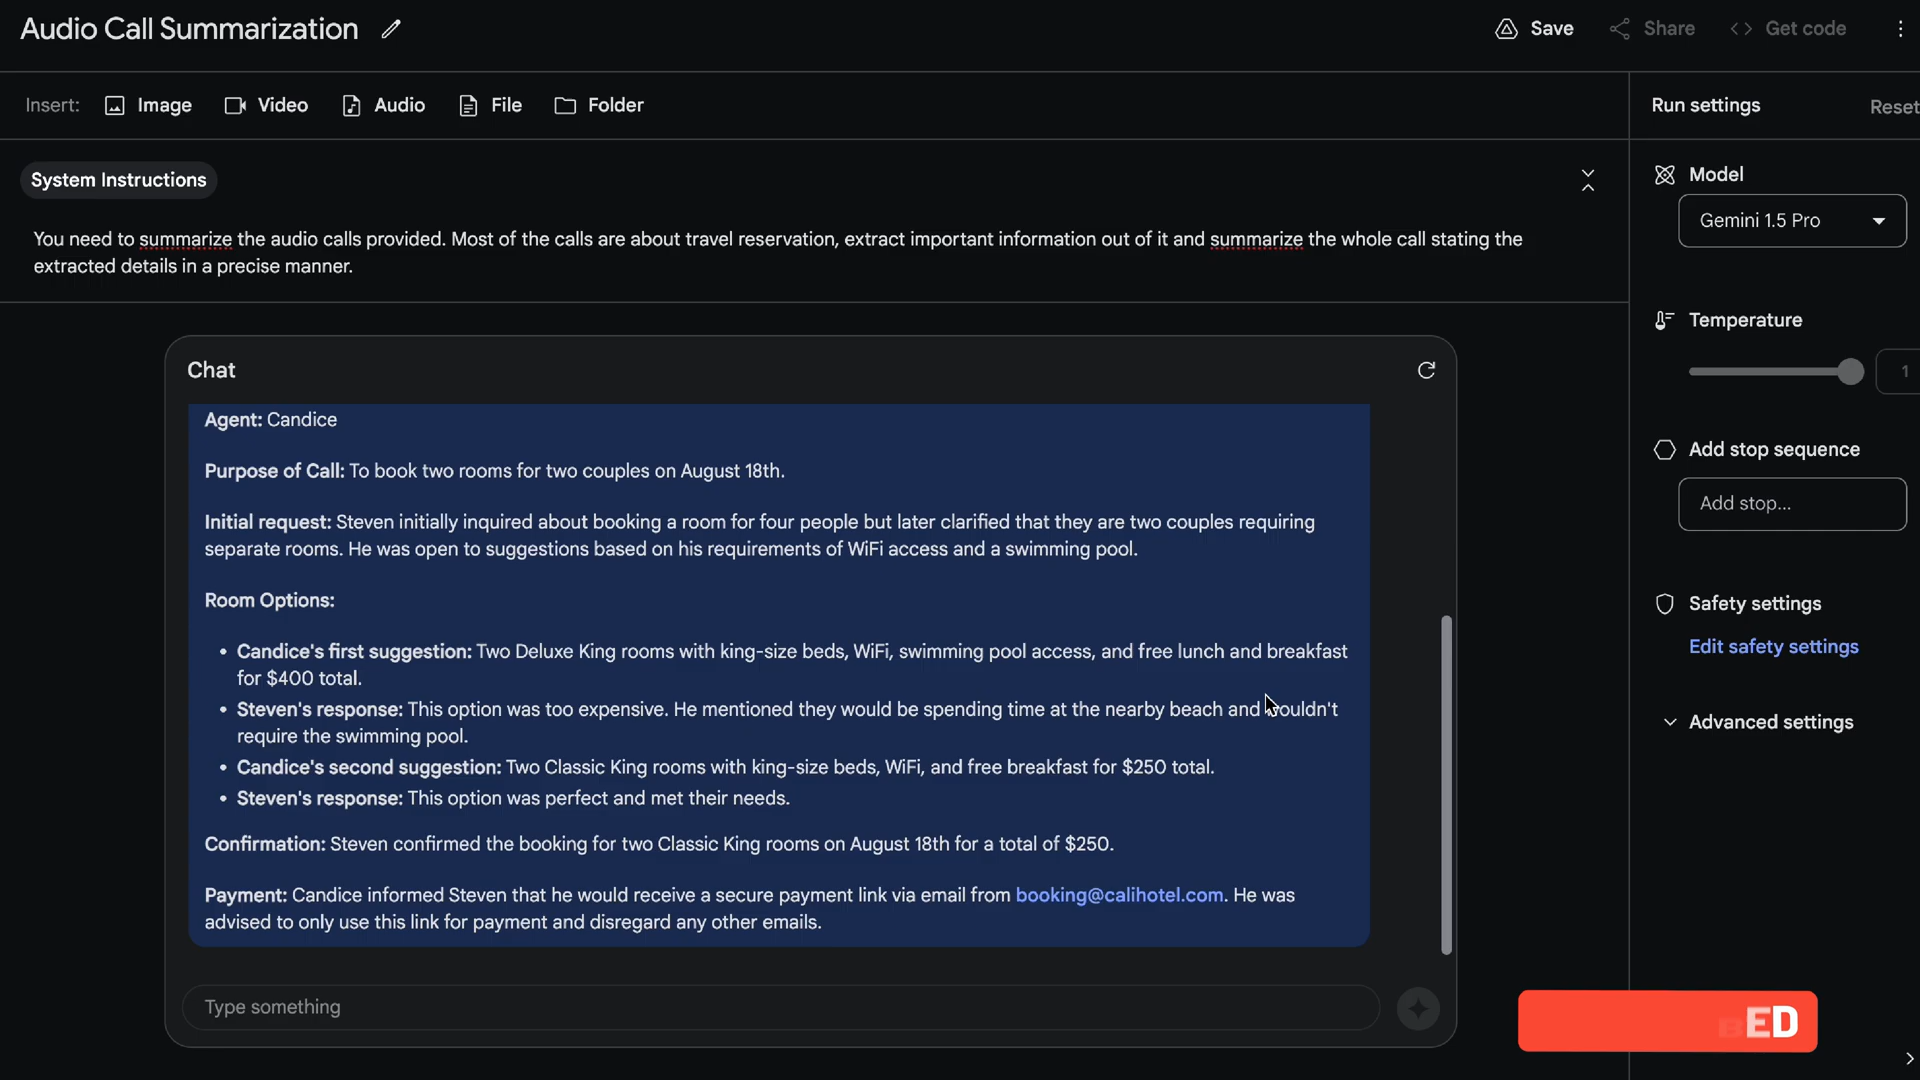 Audio Call Summarization
Save
Share
Get code
Insert:
Image
Video
Audio
File
Folder
Run settings
Reset
System Instructions
You need to summarize the audio calls provided. Most of the calls are about travel reservation, extract important information out of it and summarize the whole call stating the
extracted details in a precise manner.
Model
Gemini 1.5 Pro
Temperature
1
Add stop sequence
Add stop...
Safety settings
Edit safety settings
Advanced settings
Chat
Agent: Candice
Purpose of Call: To book two rooms for two couples on August 18th.
Initial request: Steven initially inquired about booking a room for four people but later clarified that they are two couples requiring
separate rooms. He was open to suggestions based on his requirements of WiFi access and a swimming pool.
Room Options:
• Candice's first suggestion: Two Deluxe King rooms with king-size beds, WiFi, swimming pool access, and free lunch and breakfast
for $400 total.
• Steven's response: This option was too expensive. He mentioned they would be spending time at the nearby beach and wouldn't
require the swimming pool.
• Candice's second suggestion: Two Classic King rooms with king-size beds, WiFi, and free breakfast for $250 total.
• Steven's response: This option was perfect and met their needs.
Confirmation: Steven confirmed the booking for two Classic King rooms on August 18th for a total of $250.
Payment: Candice informed Steven that he would receive a secure payment link via email from booking@calihotel.com. He was
advised to only use this link for payment and disregard any other emails.
Type something
ED